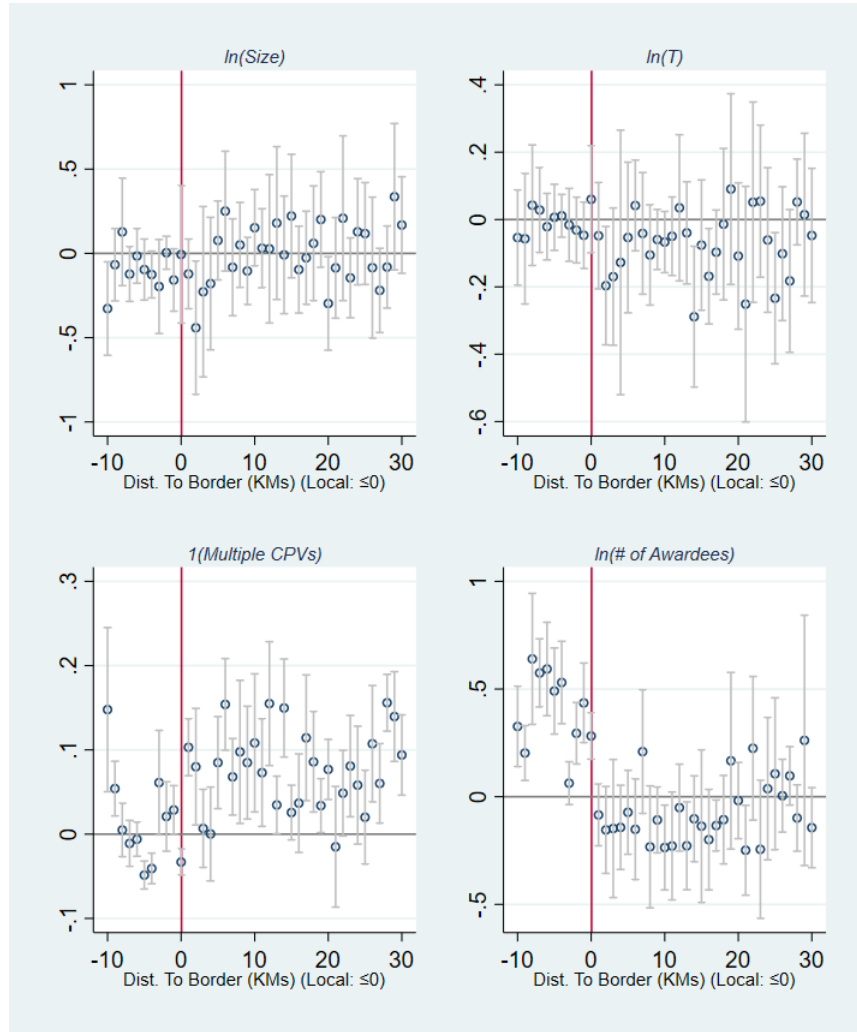 ln(Size)
1
.5
0
-.5
-1
-10 0 10 20 30
Dist. To Border (KMs) (Local: ≤0)
ln(T)
.4
.2
0
-.2
-.4
-.6
-10 0 10 20 30
Dist. To Border (KMs) (Local: ≤0)
1(Multiple CPVs)
.3
.2
.1
0
-.1
-10 0 10 20 30
Dist. To Border (KMs) (Local: ≤0)
ln(# of Awardees)
1
.5
0
-.5
-10 0 10 20 30
Dist. To Border (KMs) (Local: ≤0)